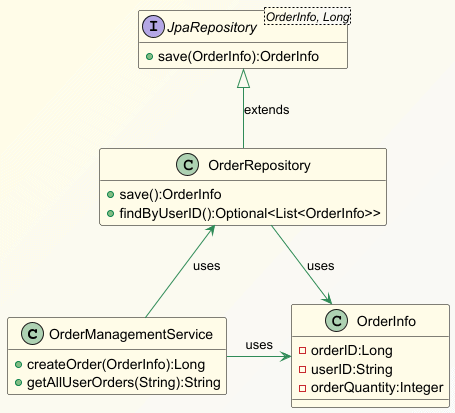 OrderInfo, Long
I JpaRepository
save(OrderInfo):OrderInfo
extends
C OrderRepository
save():OrderInfo
findByUserID():Optional<List<OrderInfo>>
uses
uses
C OrderManagementService
createOrder(OrderInfo):Long
getAllUserOrders(String):String
uses
C OrderInfo
orderID:Long
userID:String
orderQuantity:Integer